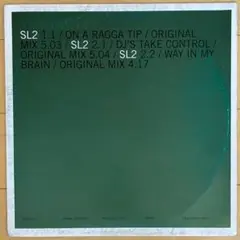 SL2 1.1 / ON A RAGGA TIP / ORIGINAL
MIX 5.03 / SL2 2.1 / DJ'S TAKE CONTROL /
ORIGINAL MIX 5.04 / SL2 2.2 / WAY IN MY
BRAIN / ORIGINAL MIX 4.17